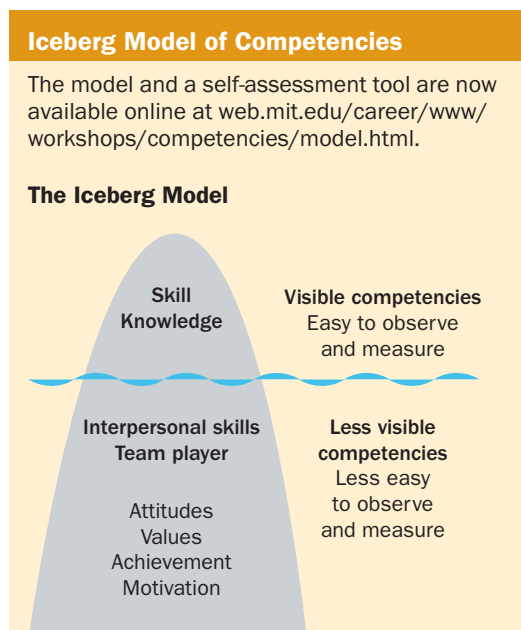 Iceberg Model of Competencies
The model and a self-assessment tool are now
available online at web.mit.edu/career/www/
workshops/competencies/model.html.
The Iceberg Model
Skill
Knowledge
Visible competencies
Easy to observe
and measure
Interpersonal skills
Team player
Attitudes
Values
Achievement
Motivation
Less visible
competencies
Less easy
to observe
and measure